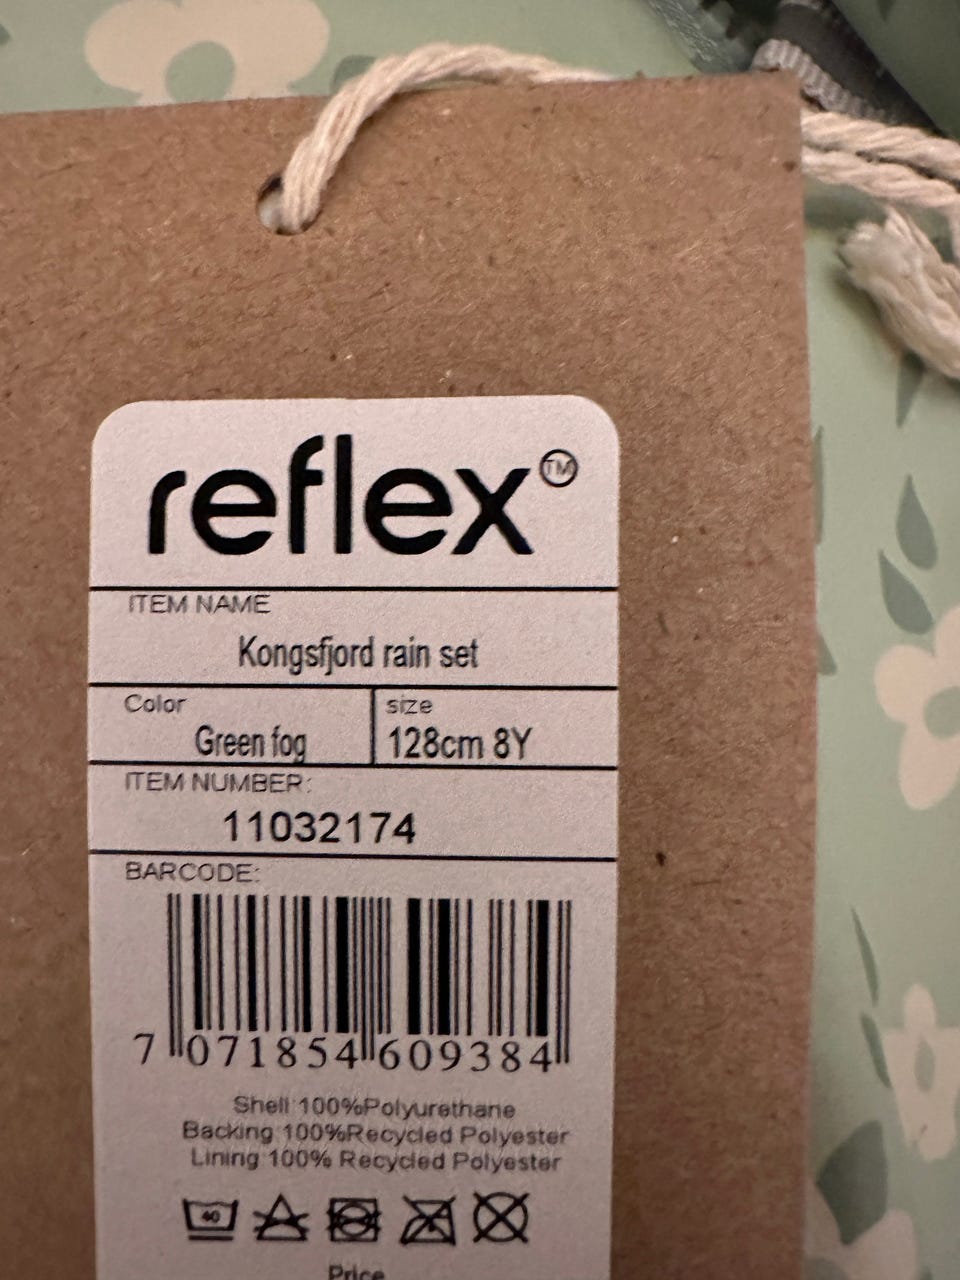 reflex™
ITEM NAME
Kongsfjord rain set
Color
Green fog
size
128cm 8Y
ITEM NUMBER:
11032174
BARCODE:
7 071854 609384
Shell 100%Polyurethane
Backing 100%Recycled Polyester
Lining 100% Recycled Polyester
40
Price